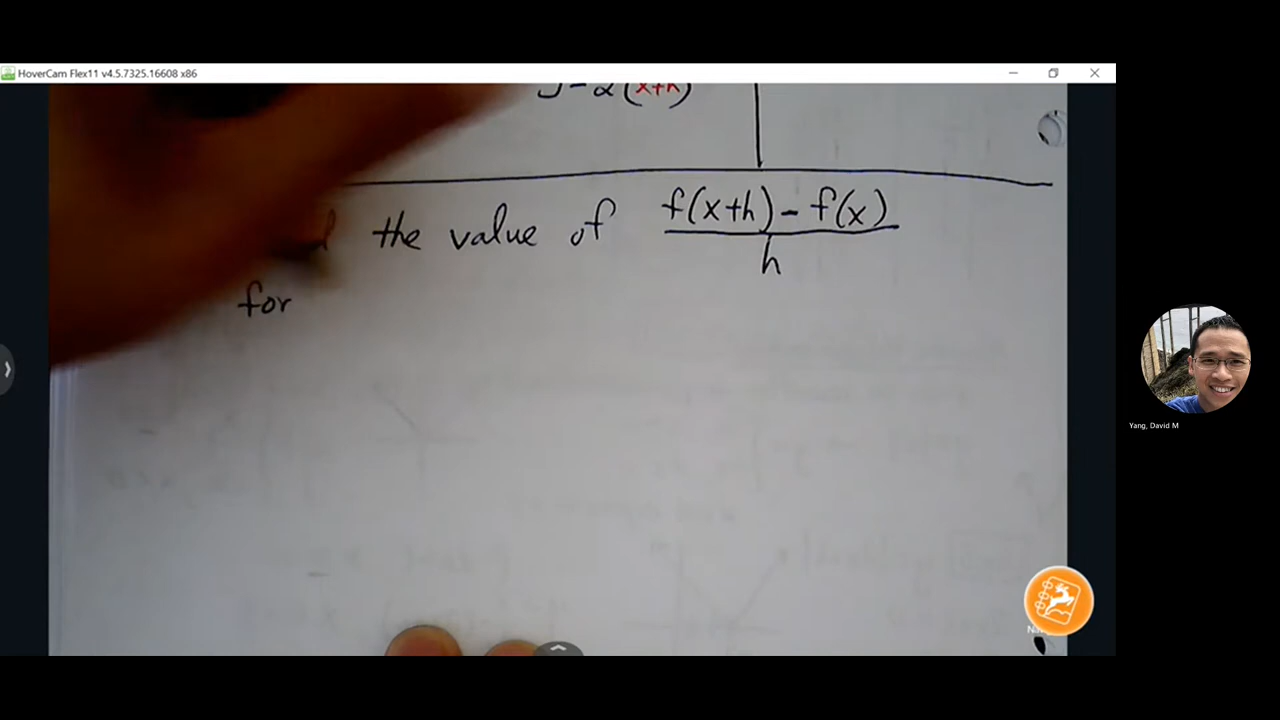 HoverCam Flex11 v4.5.7325.16608 x86
(x+h)
the value of f(x+h) - f(x) / h
for
Yang, David M